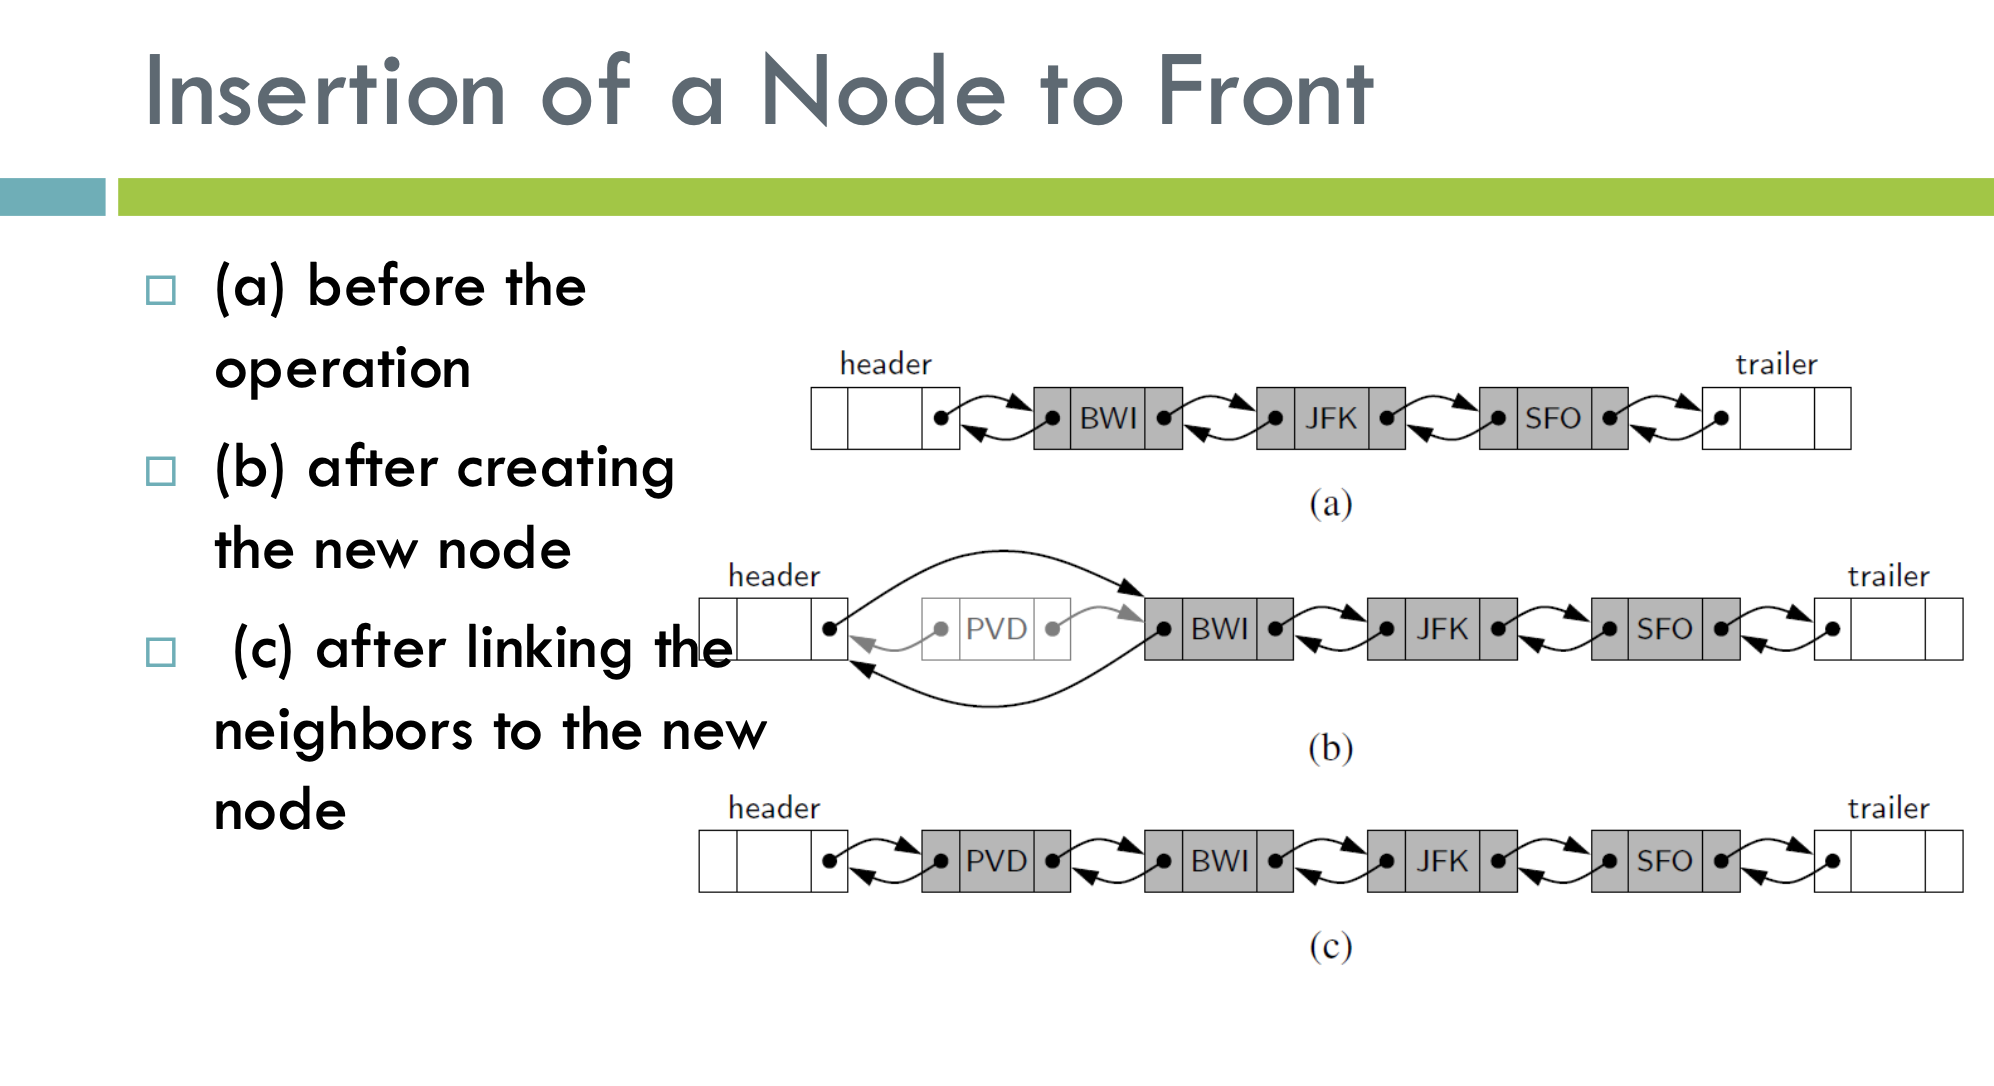 Insertion of a Node to Front
(a) before the
operation
(b) after creating
the new node
(c) after linking the
neighbors to the new
node
header
trailer
BWI JFK SFO
(a)
header
trailer
PVD BWI JFK SFO
(b)
header
trailer
PVD BWI JFK SFO
(c)